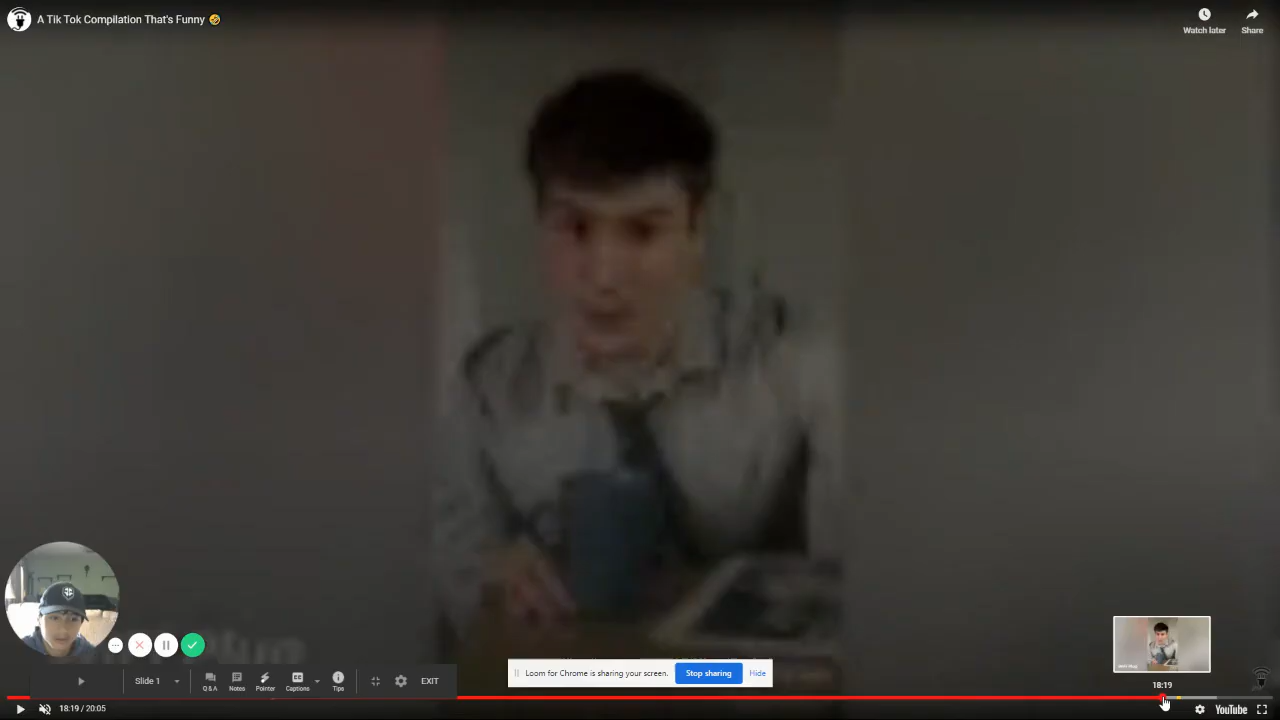 A Tik Tok Compilation That's Funny 🤣
Watch later
Share
Loom for Chrome is sharing your screen.
Stop sharing
Hide
Slide 1
Q & A
Notes
Pointer
Captions
Tips
EXIT
18:19
18:19 / 20:05
YouTube